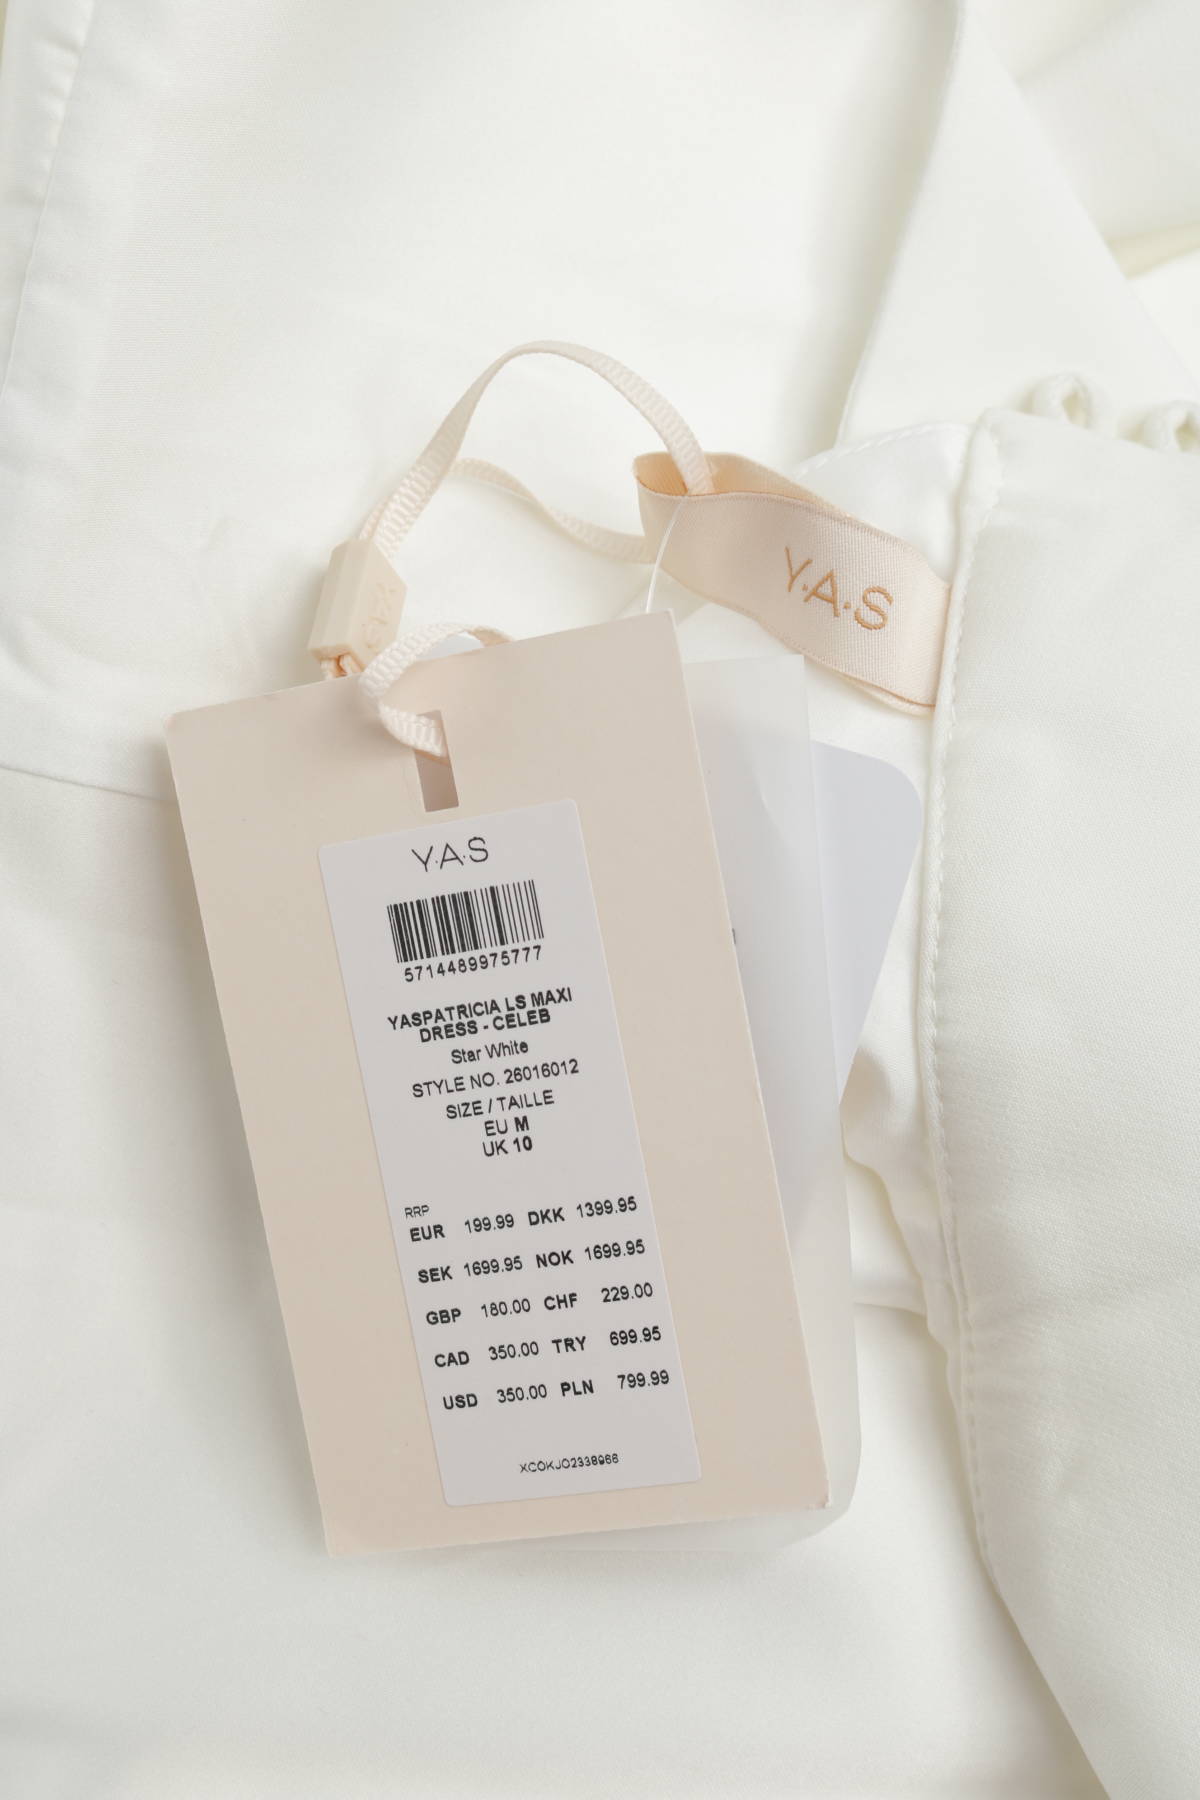 Y.A.S
Y.A.S
5714489975777
YASPATRICIA LS MAXI
DRESS - CELEB
Star White
STYLE NO. 26016012
SIZE / TAILLE
EU M
UK 10
RRP
EUR 199.99 DKK 1399.95
SEK 1699.95 NOK 1699.95
GBP 180.00 CHF 229.00
CAD 350.00 TRY 699.95
USD 350.00 PLN 799.99
XCOKJO2338966